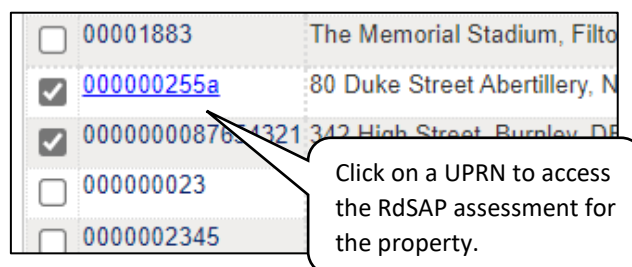 00001883 The Memorial Stadium, Filto
000000255a 80 Duke Street Abertillery, N
0000000087654321 342 High Street, Burnley, DE
000000023
0000002345
Click on a UPRN to access
the RdSAP assessment for
the property.